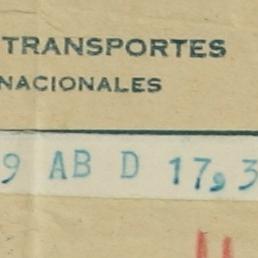 TRANSPORTES
NACIONALES
9 AB D 17,3